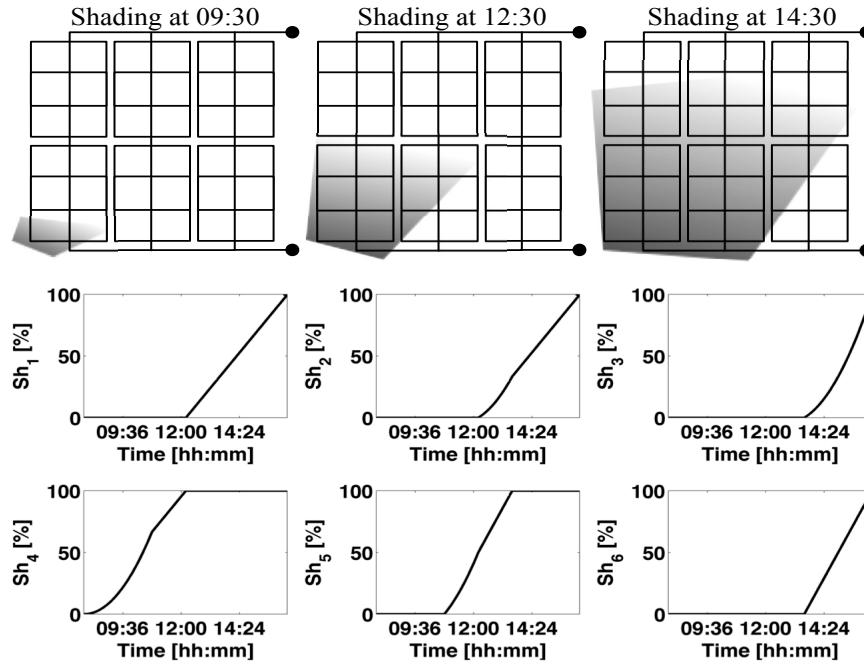 Shading at 09:30 Shading at 12:30 Shading at 14:30
100 100 100
50 50 50
0 0 0
Sh1 [%] Sh2 [%] Sh3 [%]
09:36 12:00 14:24 09:36 12:00 14:24 09:36 12:00 14:24
Time [hh:mm] Time [hh:mm] Time [hh:mm]
100 100 100
50 50 50
0 0 0
Sh4 [%] Sh5 [%] Sh6 [%]
09:36 12:00 14:24 09:36 12:00 14:24 09:36 12:00 14:24
Time [hh:mm] Time [hh:mm] Time [hh:mm]